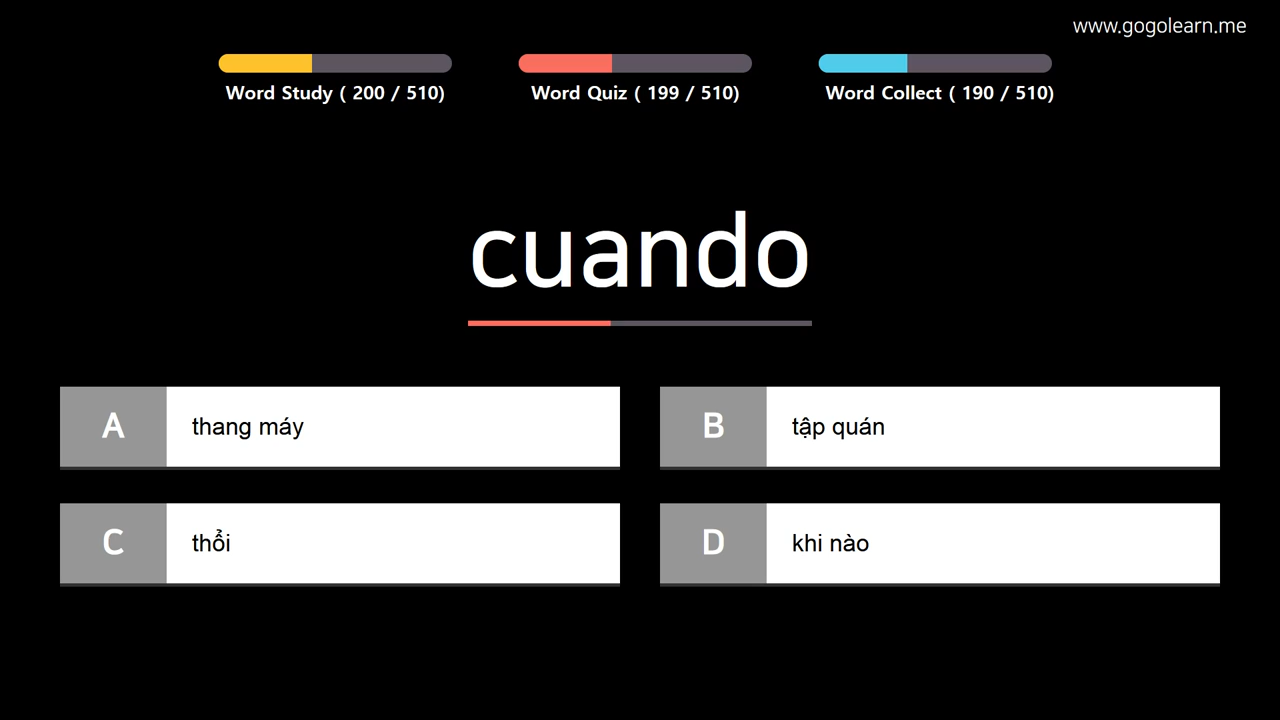 www.gogolearn.me
Word Study ( 200 / 510)
Word Quiz ( 199 / 510)
Word Collect ( 190 / 510)
cuando
A thang máy
B tập quán
C thổi
D khi nào